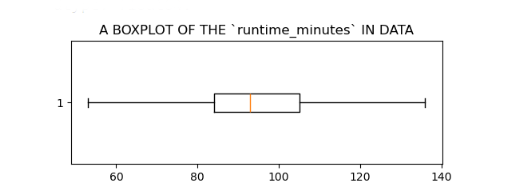 A BOXPLOT OF THE `runtime_minutes` IN DATA
1
60 80 100 120 140